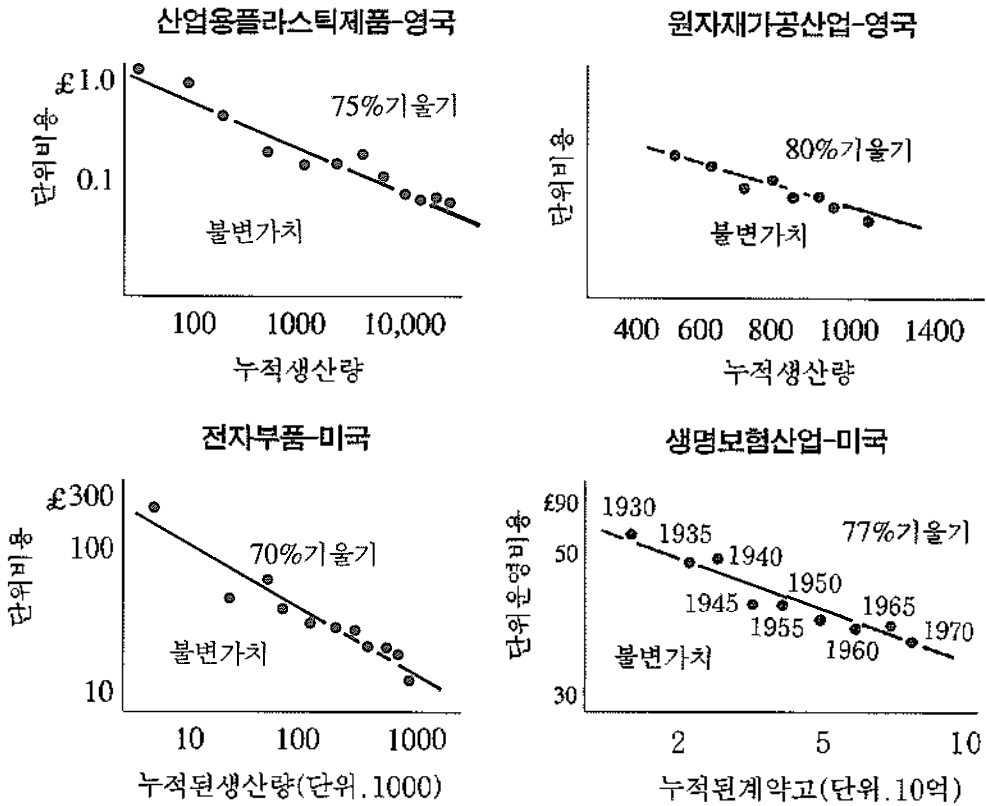 산업용플라스틱제품-영국
£1.0
0.1
단위비용
75%기울기
불변가치
100 1000 10,000
누적생산량
원자재가공산업-영국
단위비용
80%기울기
불변가치
400 600 800 1000 1400
누적생산량
전자부품-미국
£300
100
10
단위비용
70%기울기
불변가치
10 100 1000
누적된생산량(단위.1000)
생명보험산업-미국
£90
50
30
단위운영비용
77%기울기
1930
1935
1940
1945
1950
1955
1960
1965
1970
불변가치
2 5 10
누적된계약고(단위.10억)